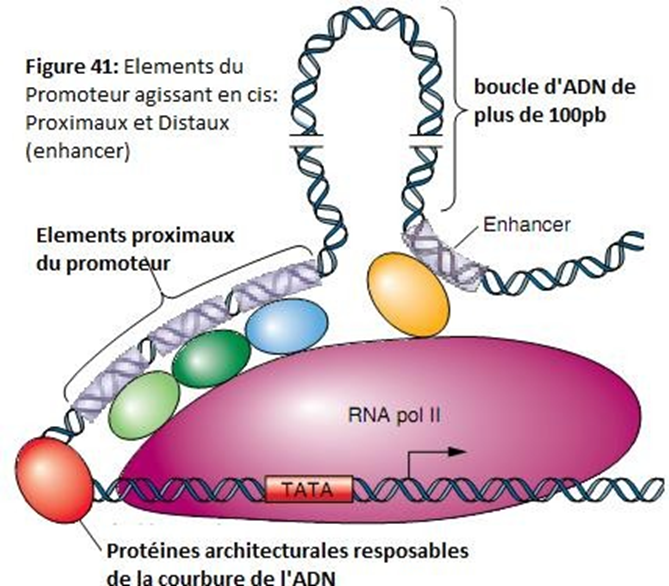 Figure 41: Elements du
Promoteur agissant en cis:
Proximaux et Distaux
(enhancer)
boucle d'ADN de
plus de 100pb
Enhancer
Elements proximaux
du promoteur
RNA pol II
TATA
Protéines architecturales resposables
de la courbure de l'ADN